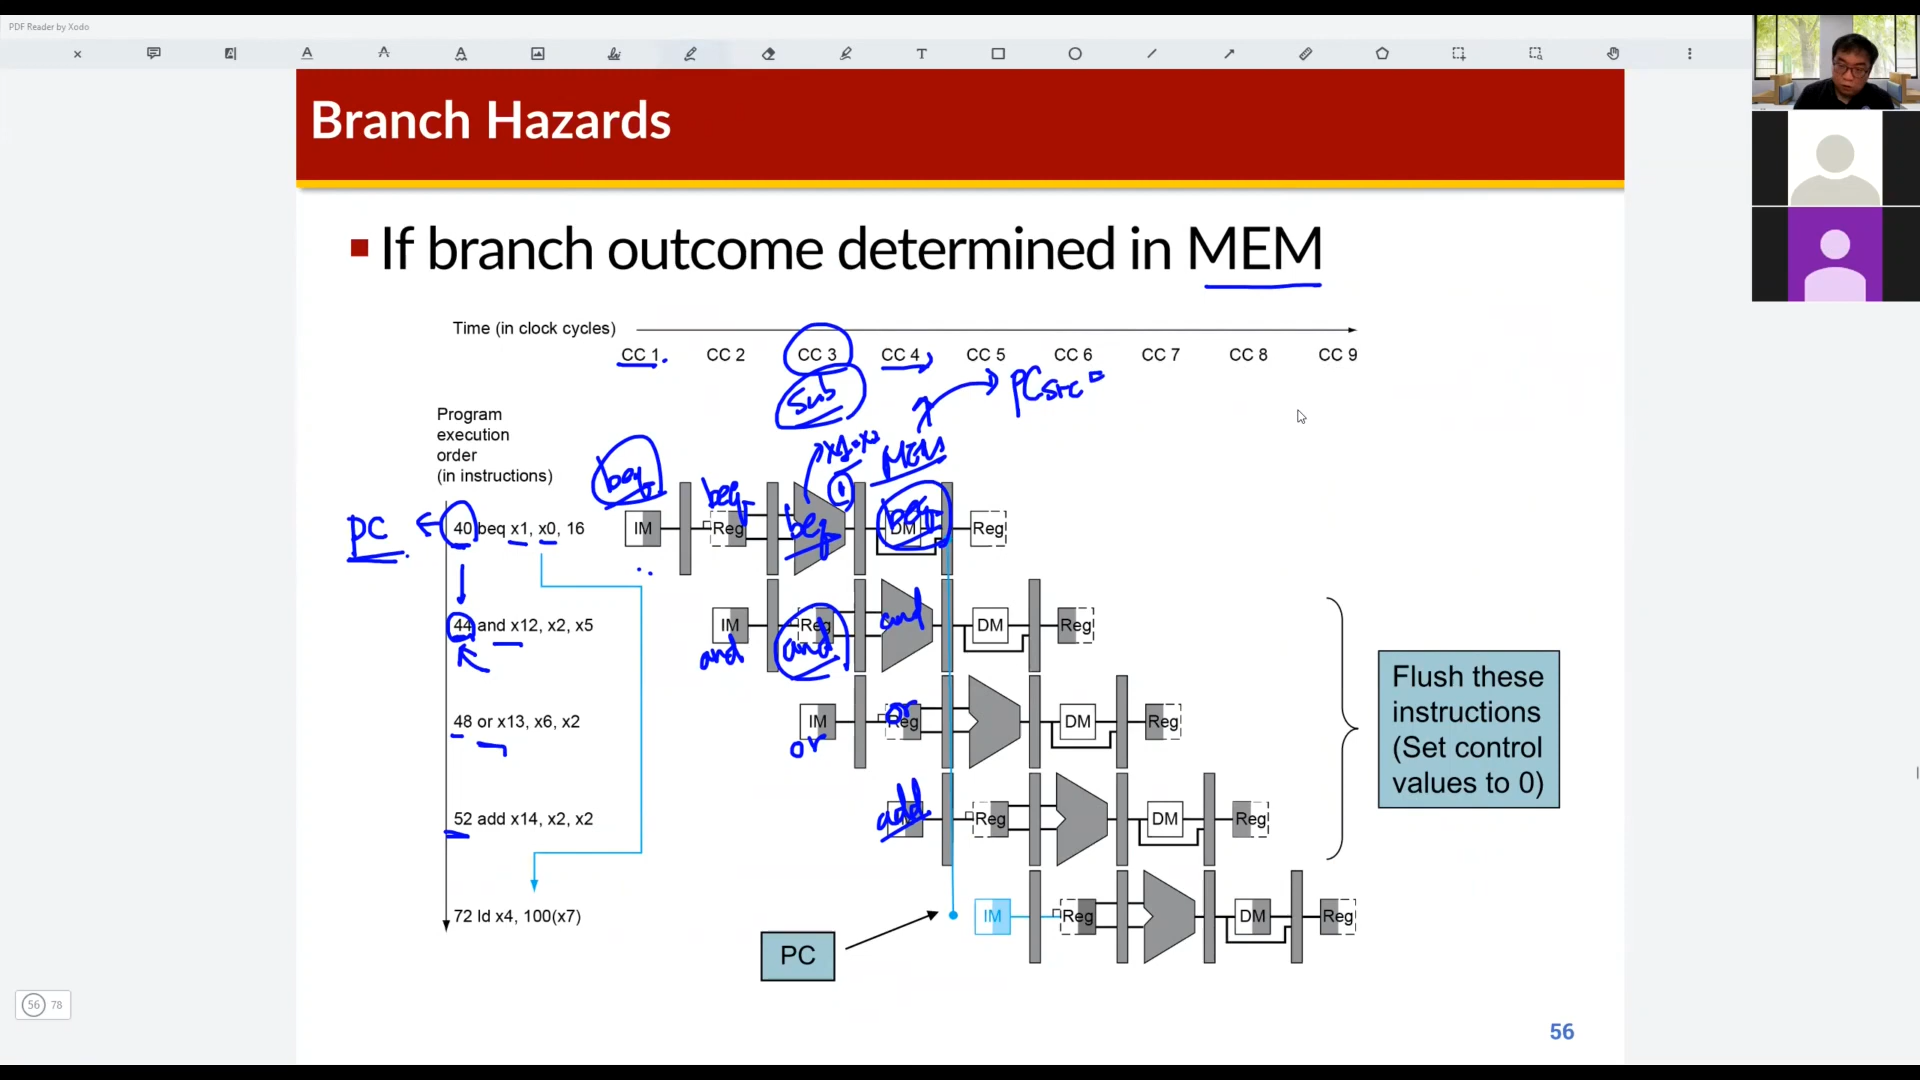 PDF Reader by Xodo
Branch Hazards
If branch outcome determined in MEM
Time (in clock cycles)
CC 1 CC 2 CC 3 CC 4 CC 5 CC 6 CC 7 CC 8 CC 9
sub
PCsrc
Program
execution
order
(in instructions)
MEM
beq beq beq beq
PC
40 beq x1, x0, 16
IM Reg DM Reg
44 and x12, x2, x5
IM Reg DM Reg
and and and
48 or x13, x6, x2
IM Reg DM Reg
or or
52 add x14, x2, x2
add Reg DM Reg
72 ld x4, 100(x7)
IM Reg DM Reg
PC
Flush these
instructions
(Set control
values to 0)
56 78
56